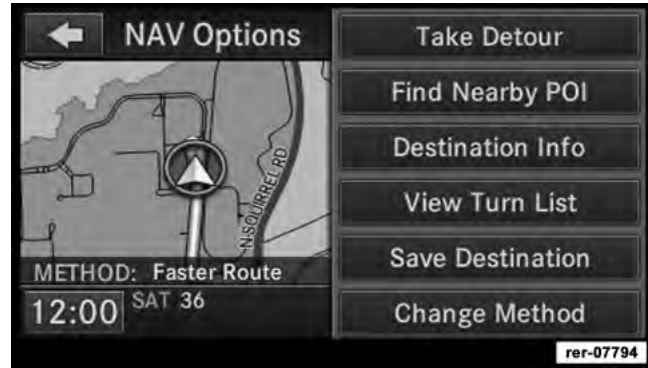 NAV Options
N-SQUIRREL RD
METHOD: Faster Route
12:00 SAT 36
Take Detour
Find Nearby POI
Destination Info
View Turn List
Save Destination
Change Method
rer-07794